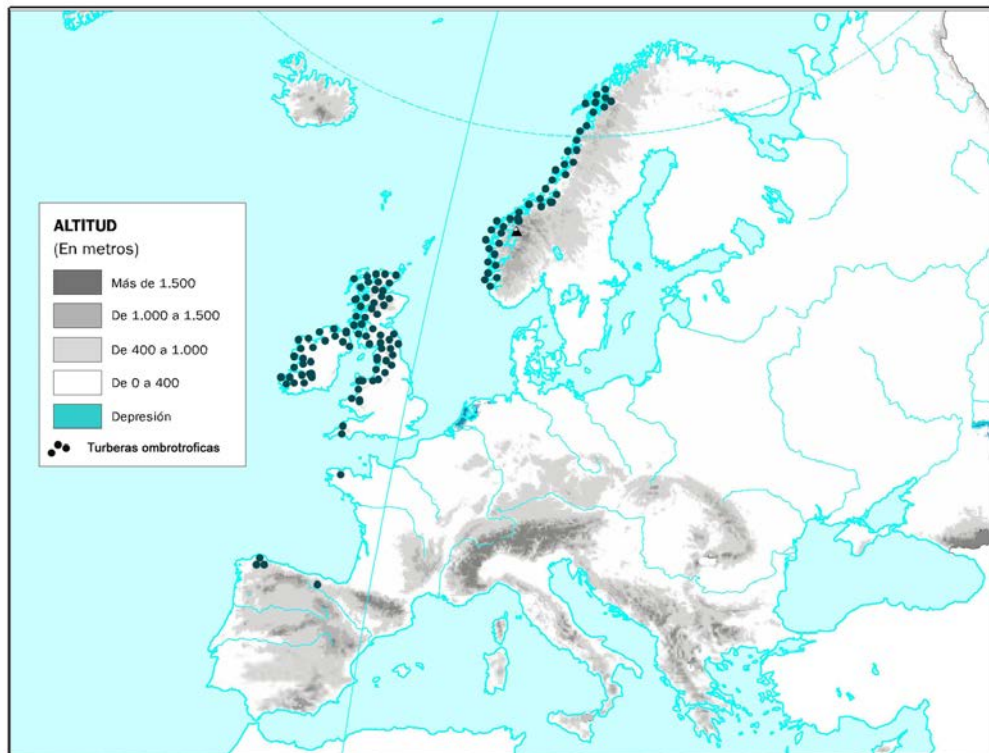 ALTITUD
(En metros)
Más de 1.500
De 1.000 a 1.500
De 400 a 1.000
De 0 a 400
Depresión
Turberas ombrotroficas